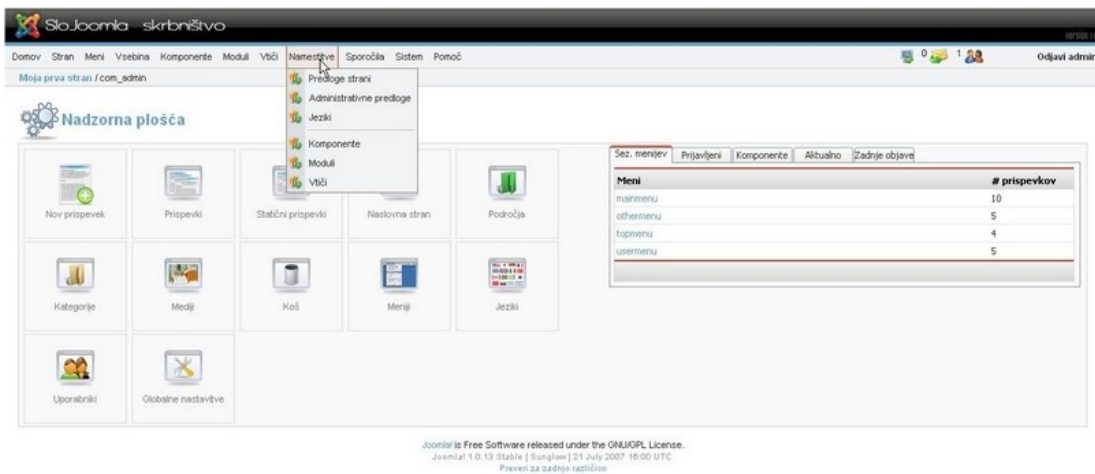 SloJoomla skrbništvo
Domov Stran Meni Vsebina Komponente Moduli Vtiči Namestitve Sporočila Sistem Pomoč 0 1 Odjavi admin
Moja prva stran / com_admin
Predloge strani
Administrativne predloge
Jeziki
Komponente
Moduli
Vtiči
Nadzorna plošča
Nov prispevek Prispevki Statični prispevki Naslovna stran Področja
Kategorije Mediji Koš Meniji Jeziki
Uporabniki Globalne nastavitve
Sez. menijev Prijavljeni Komponente Aktualno Zadnje objave
Meni # prispevkov
mainmenu 10
othermenu 5
topmenu 4
usermenu 5
Joomla! is Free Software released under the GNU/GPL License.
Joomla! 1.0.13 Stable [ Sunglow ] 21 July 2007 16:00 UTC
Preveri za zadnjo različico